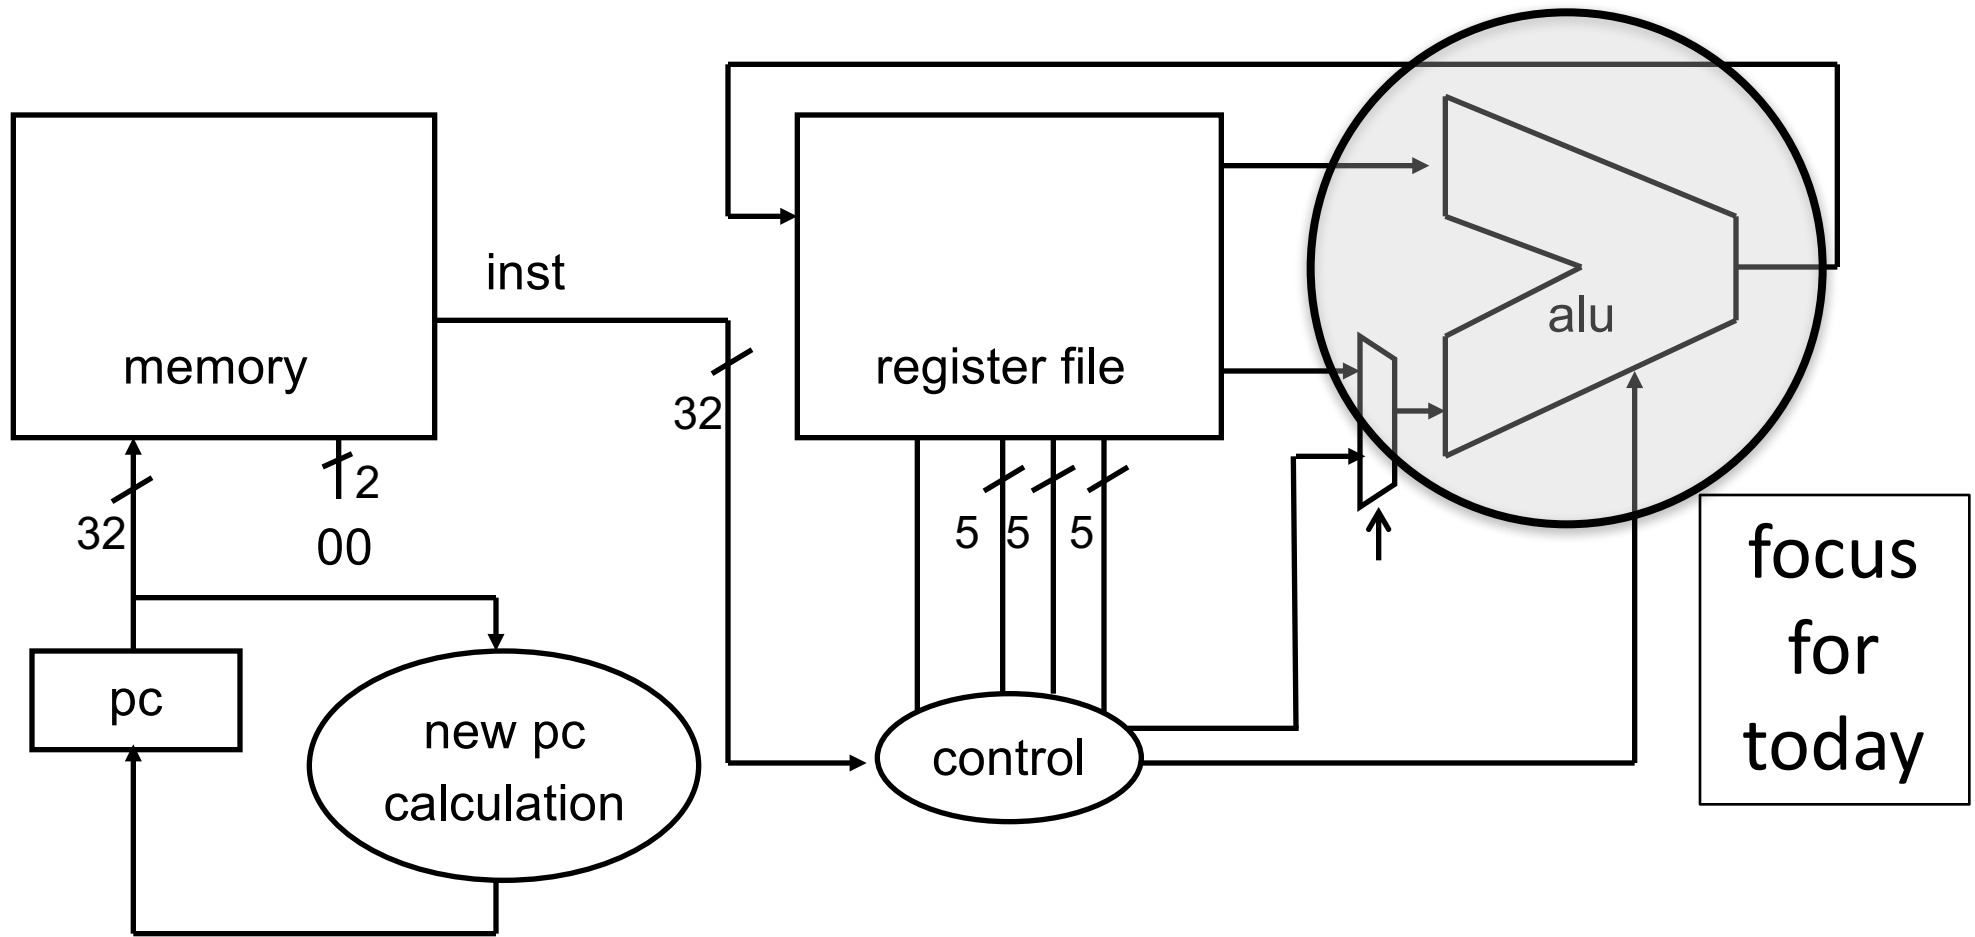 inst
alu
memory
register file
32
2
32
00
5 5 5
focus
for
today
pc
new pc
calculation
control